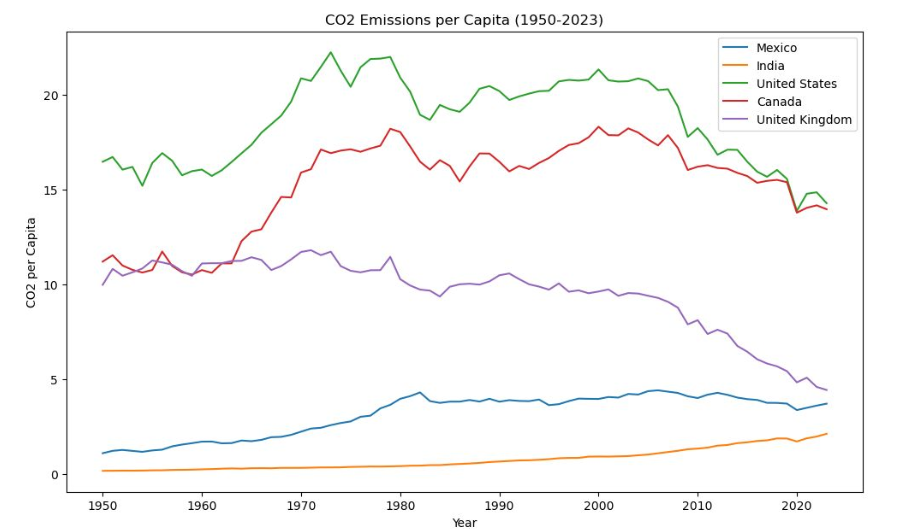 CO2 Emissions per Capita (1950-2023)
Mexico
India
United States
Canada
United Kingdom
CO2 per Capita
20
15
10
5
0
1950
1960
1970
1980
1990
2000
2010
2020
Year